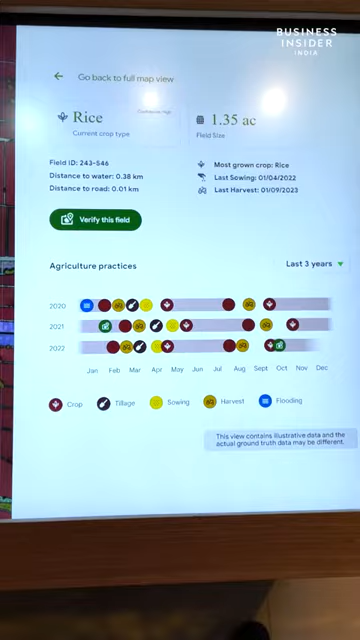 BUSINESS
INSIDER
INDIA
Go back to full map view
Rice
Confidence: High
Current crop type
1.35 ac
Field Size
Field ID: 243-546
Distance to water: 0.38 km
Distance to road: 0.01 km
Most grown crop: Rice
Last Sowing: 01/04/2022
Last Harvest: 01/09/2023
Verify this field
Agriculture practices
Last 3 years
2020
2021
2022
Jan Feb Mar Apr May Jun Jul Aug Sept Oct Nov Dec
Crop Tillage Sowing Harvest Flooding
This view contains illustrative data and the
actual ground truth data may be different.